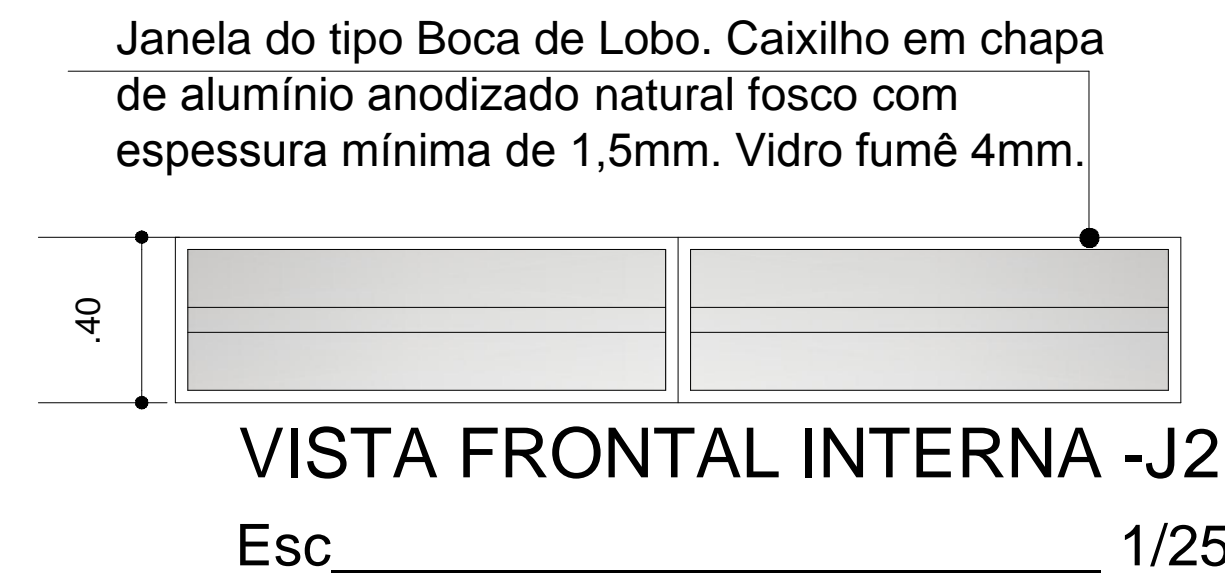 Janela do tipo Boca de Lobo. Caixilho em chapa
de alumínio anodizado natural fosco com
espessura mínima de 1,5mm. Vidro fumê 4mm.
.40
VISTA FRONTAL INTERNA -J2
Esc 1/25